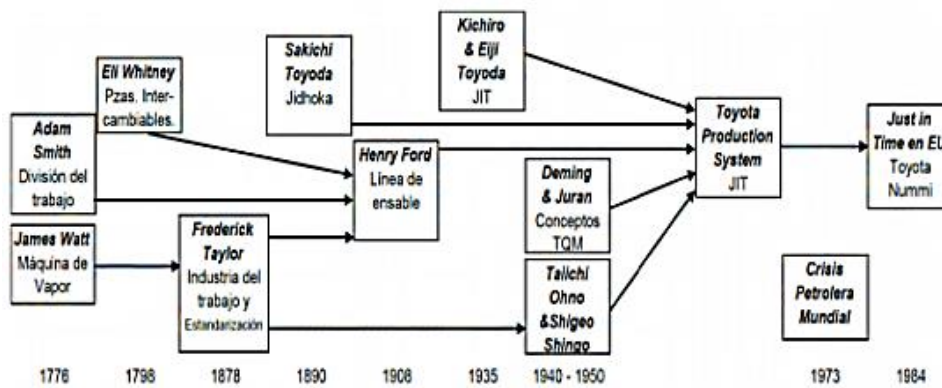 Adam
Smith
División del
trabajo
James Watt
Máquina de
Vapor
Eli Whitney
Pzas. Inter-
cambiables.
Frederick
Taylor
Industria del
trabajo y
Estandarización
Sakichi
Toyoda
Jidhoka
Henry Ford
Línea de
ensable
Kichiro
& Eiji
Toyoda
JIT
Deming
& Juran
Conceptos
TQM
Taiichi
Ohno
&Shigeo
Shingo
Toyota
Production
System
JIT
Crisis
Petrolera
Mundial
Just in
Time en EU
Toyota
Nummi
1776
1798
1878
1890
1908
1935
1940 - 1950
1973
1984